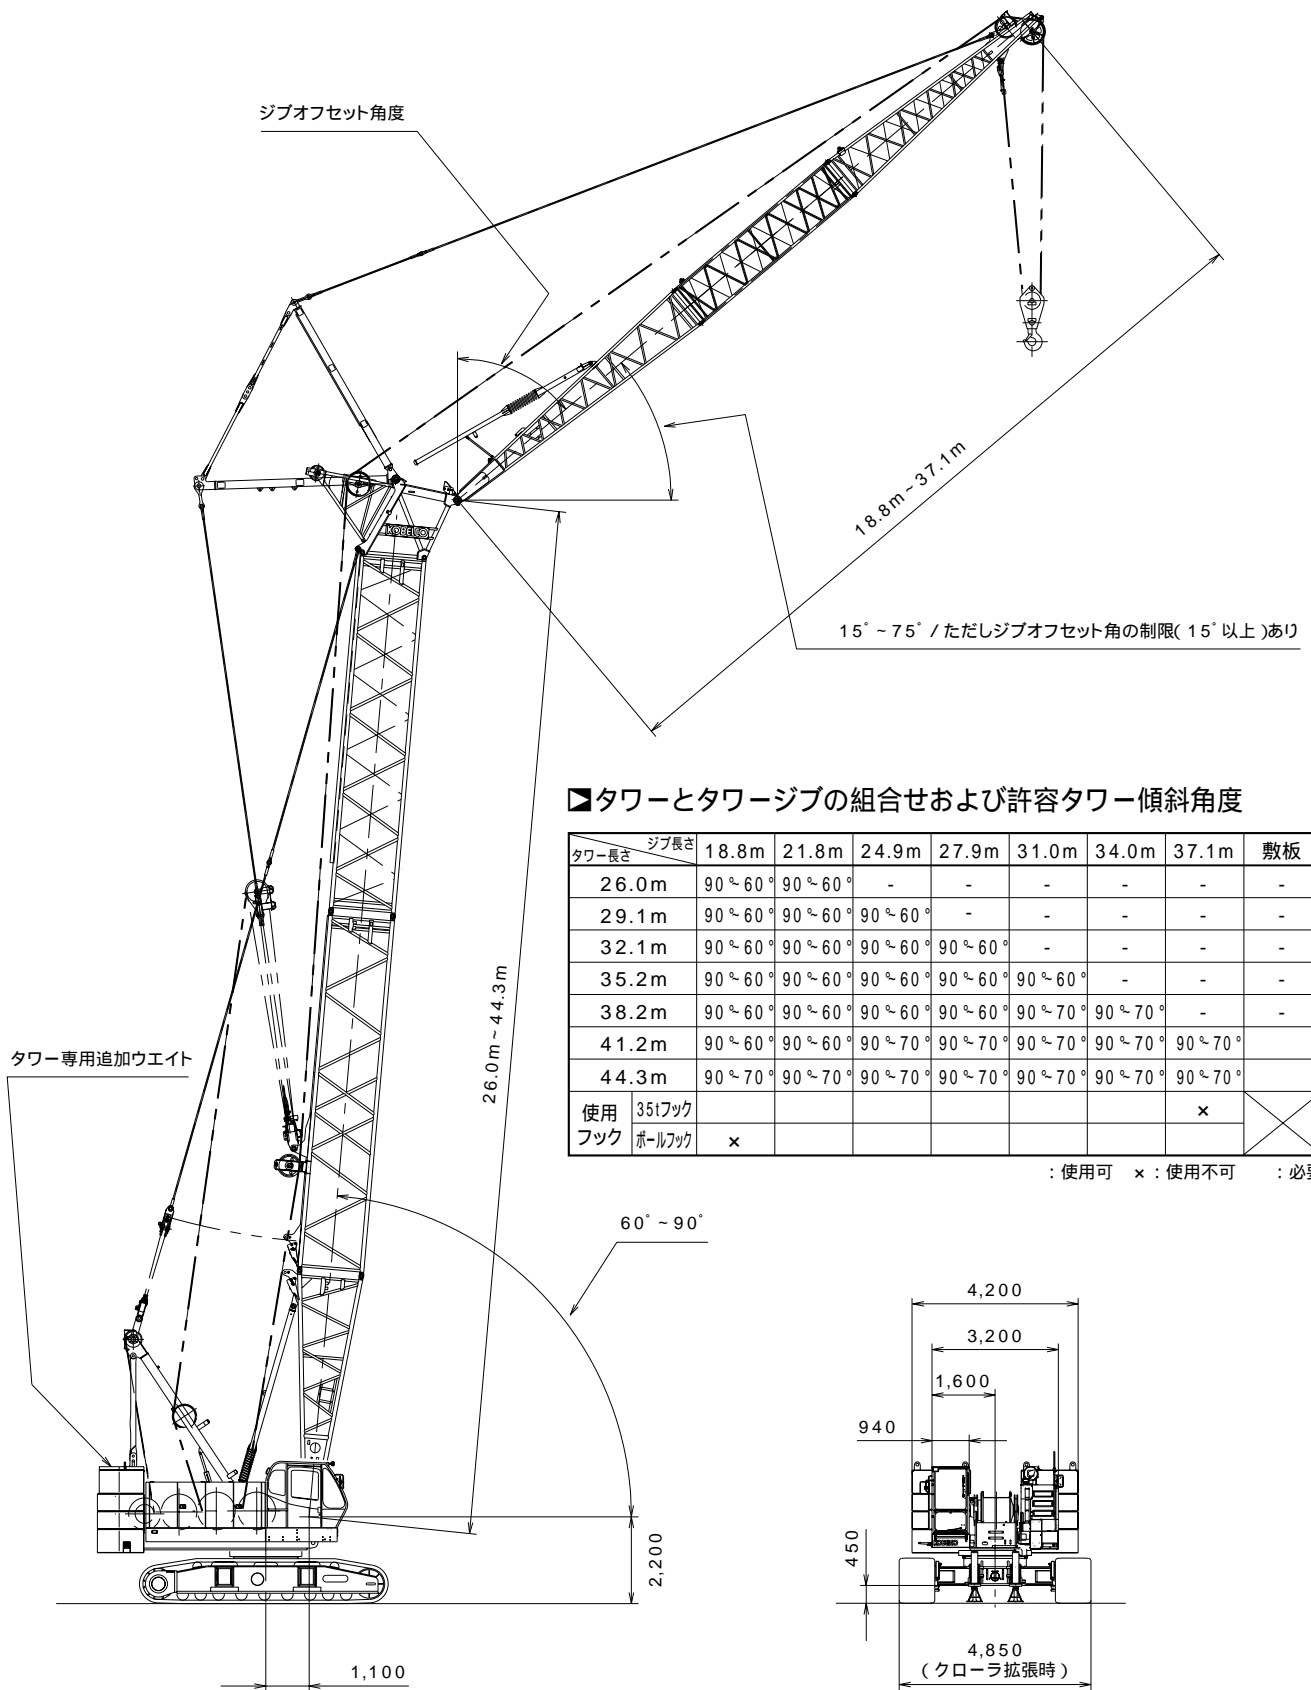 ジブオフセット角度
KOBELCO
18.8m~37.1m
15°~75°/ただしジブオフセット角の制限(15°以上)あり
▶タワーとタワージブの組合せおよび許容タワー傾斜角度
タワー長さ ジブ長さ 18.8m 21.8m 24.9m 27.9m 31.0m 34.0m 37.1m 敷板
26.0m 90°~60° 90°~60° - - - - - -
29.1m 90°~60° 90°~60° 90°~60° - - - - -
32.1m 90°~60° 90°~60° 90°~60° 90°~60° - - - -
35.2m 90°~60° 90°~60° 90°~60° 90°~60° 90°~60° - - -
38.2m 90°~60° 90°~60° 90°~60° 90°~60° 90°~70° 90°~70° - -
41.2m 90°~60° 90°~60° 90°~70° 90°~70° 90°~70° 90°~70° 90°~70°
44.3m 90°~70° 90°~70° 90°~70° 90°~70° 90°~70° 90°~70° 90°~70°
使用フック 35tフック ×
ボールフック ×
:使用可 ×:使用不可 :必要
26.0m~44.3m
タワー専用追加ウエイト
60°~90°
4,200
3,200
1,600
940
450
2,200
1,100
4,850
(クローラ拡張時)